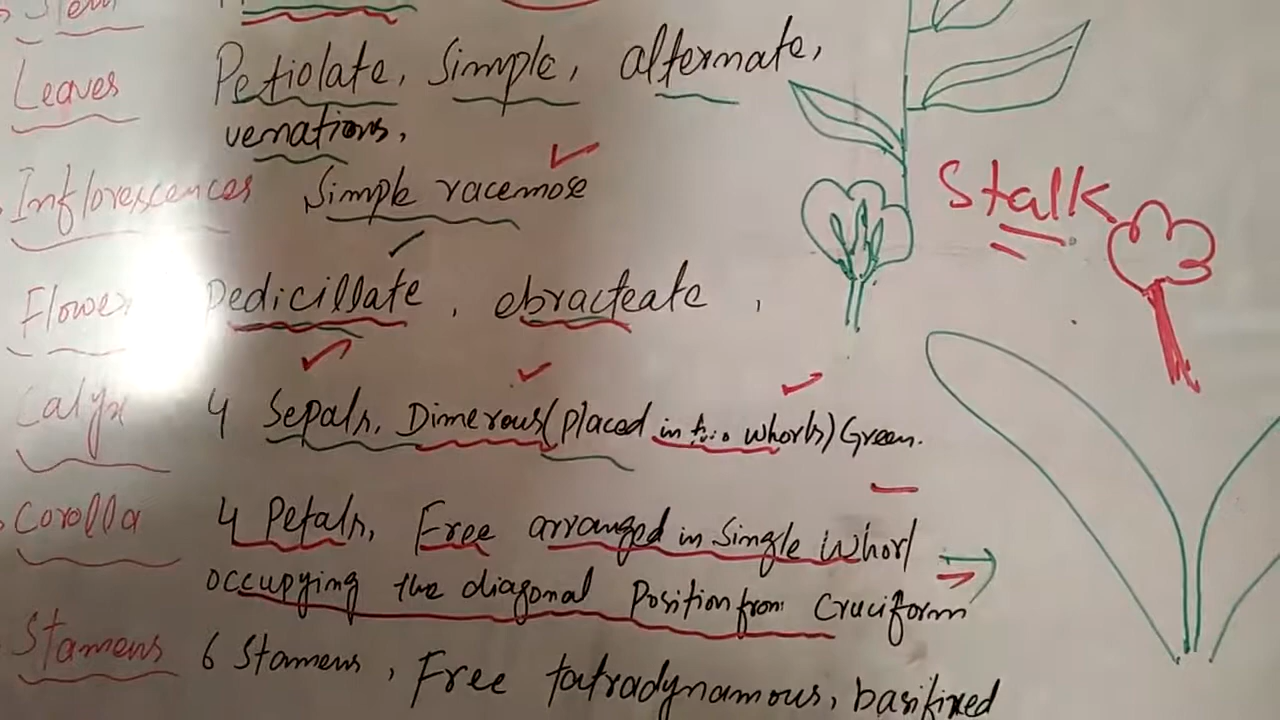 Stem
Leaves Petiolate, Simple, alternate,
vernations,
Inflorescences Simple racemose
Stalk
Flower Pedicillate, ebracteate,
Calyx 4 Sepals, Dimerous (placed in two whorls) Green.
Corolla 4 Petals, Free arranged in Single Whorl
occupying the diagonal Position from Cruciform
Stamens 6 Stamens, Free tatradynamous, basifixed